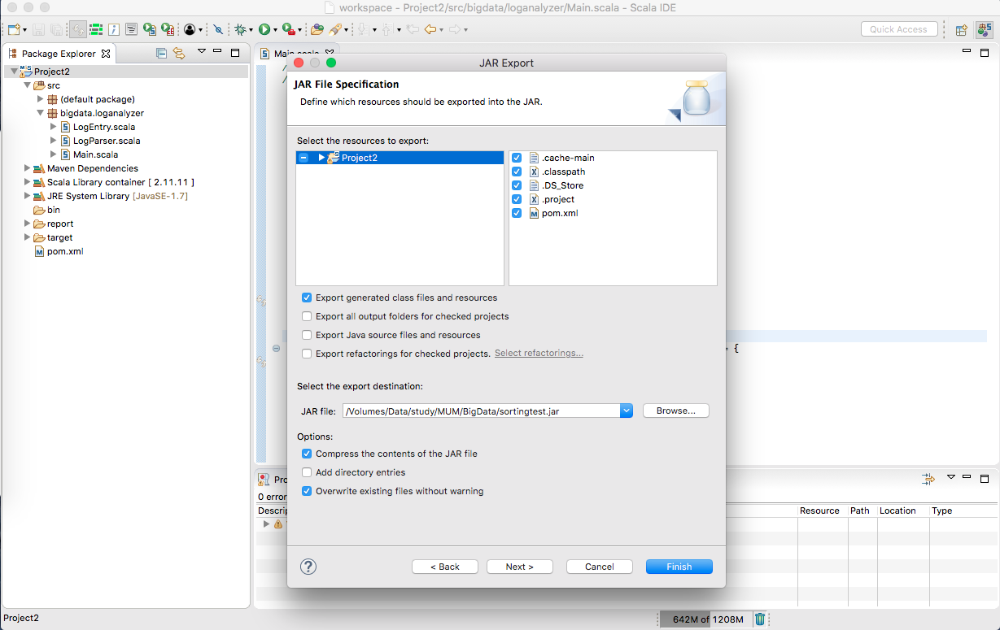 workspace - Project2/src/bigdata/loganalyzer/Main.scala - Scala IDE
Quick Access
Package Explorer
Project2
src
(default package)
bigdata.loganalyzer
LogEntry.scala
LogParser.scala
Main.scala
Maven Dependencies
Scala Library container [ 2.11.11 ]
JRE System Library [JavaSE-1.7]
bin
report
target
pom.xml
Main.scala
JAR Export
JAR File Specification
Define which resources should be exported into the JAR.
Select the resources to export:
Project2
.cache-main
.classpath
.DS_Store
.project
pom.xml
Export generated class files and resources
Export all output folders for checked projects
Export Java source files and resources
Export refactorings for checked projects. Select refactorings...
= {
Select the export destination:
JAR file: /Volumes/Data/study/MUM/BigData/sortingtest.jar Browse...
Options:
Compress the contents of the JAR file
Add directory entries
Overwrite existing files without warning
? < Back Next > Cancel Finish
Pro
0 error
Descrip Resource Path Location Type
Project2
642M of 1208M